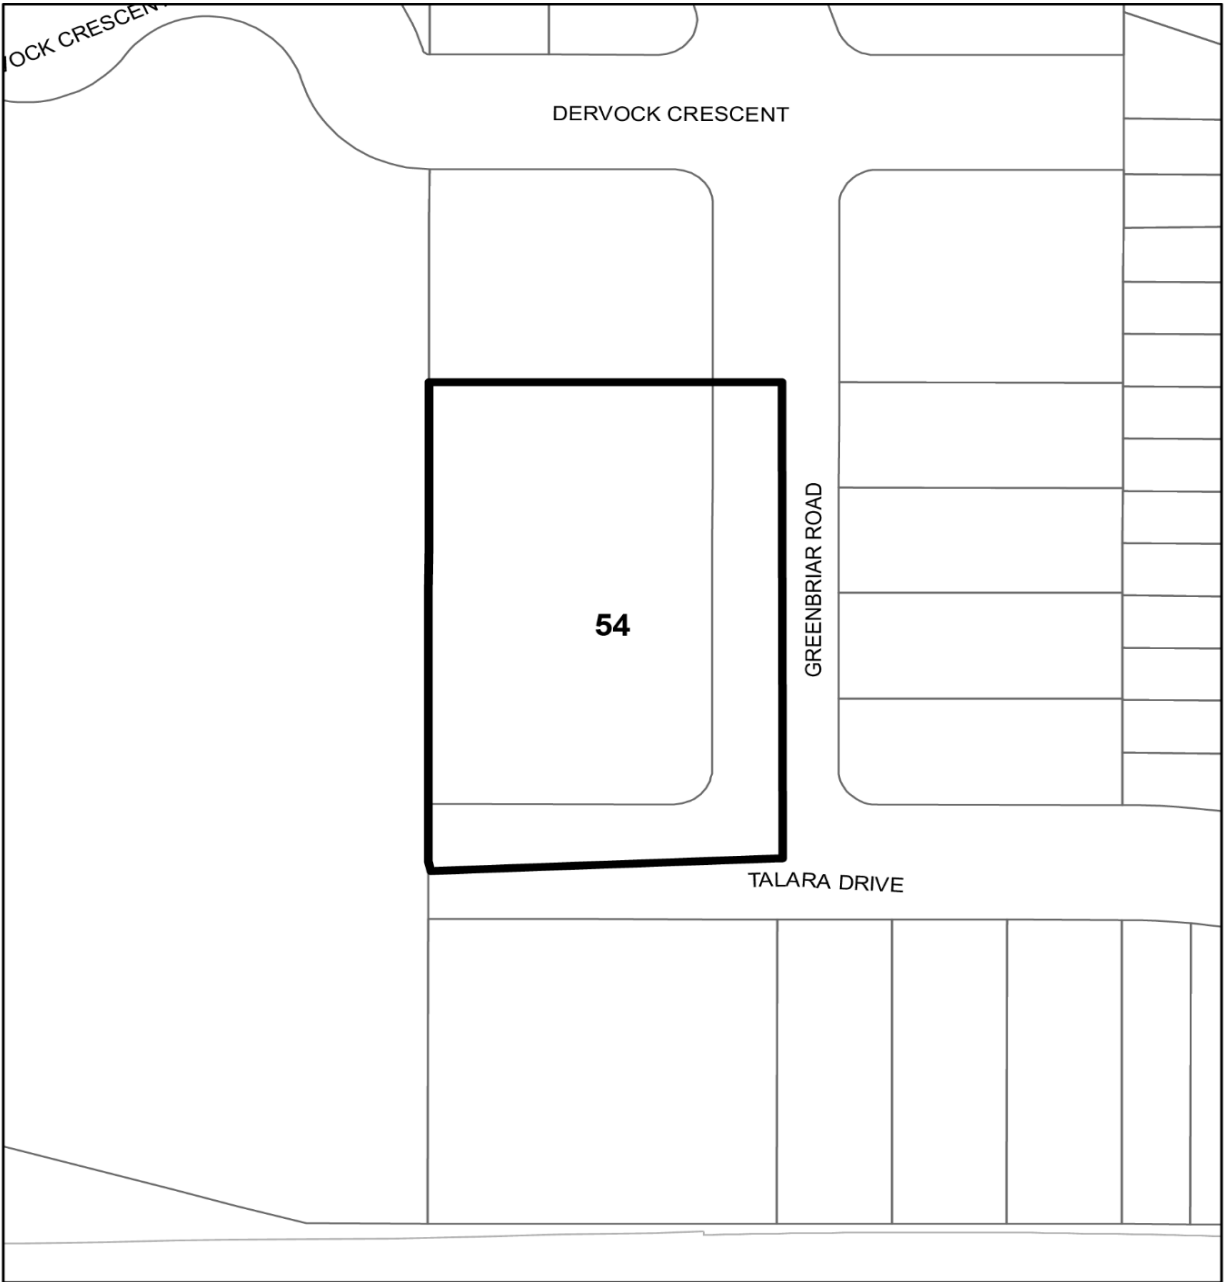 OCK CRESCENT
DERVOCK CRESCENT
GREENBRIAR ROAD
54
TALARA DRIVE